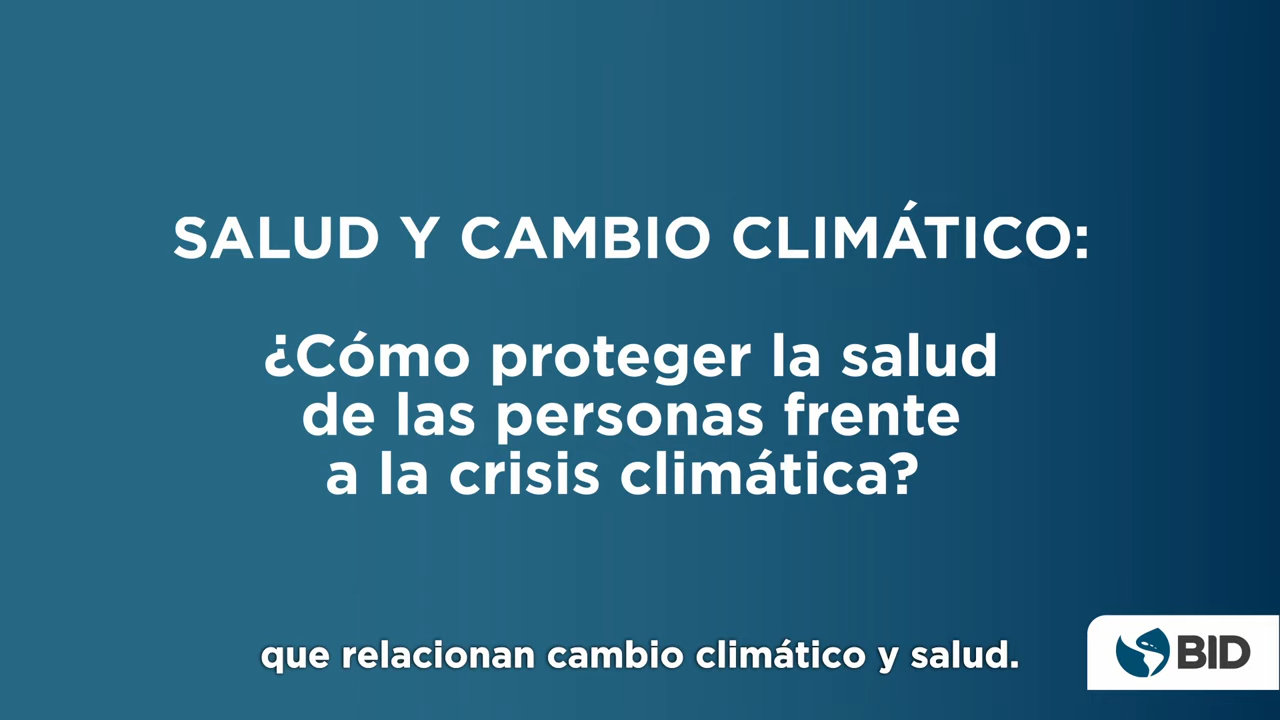 SALUD Y CAMBIO CLIMÁTICO:
¿Cómo proteger la salud
de las personas frente
a la crisis climática?
que relacionan cambio climático y salud.
BID